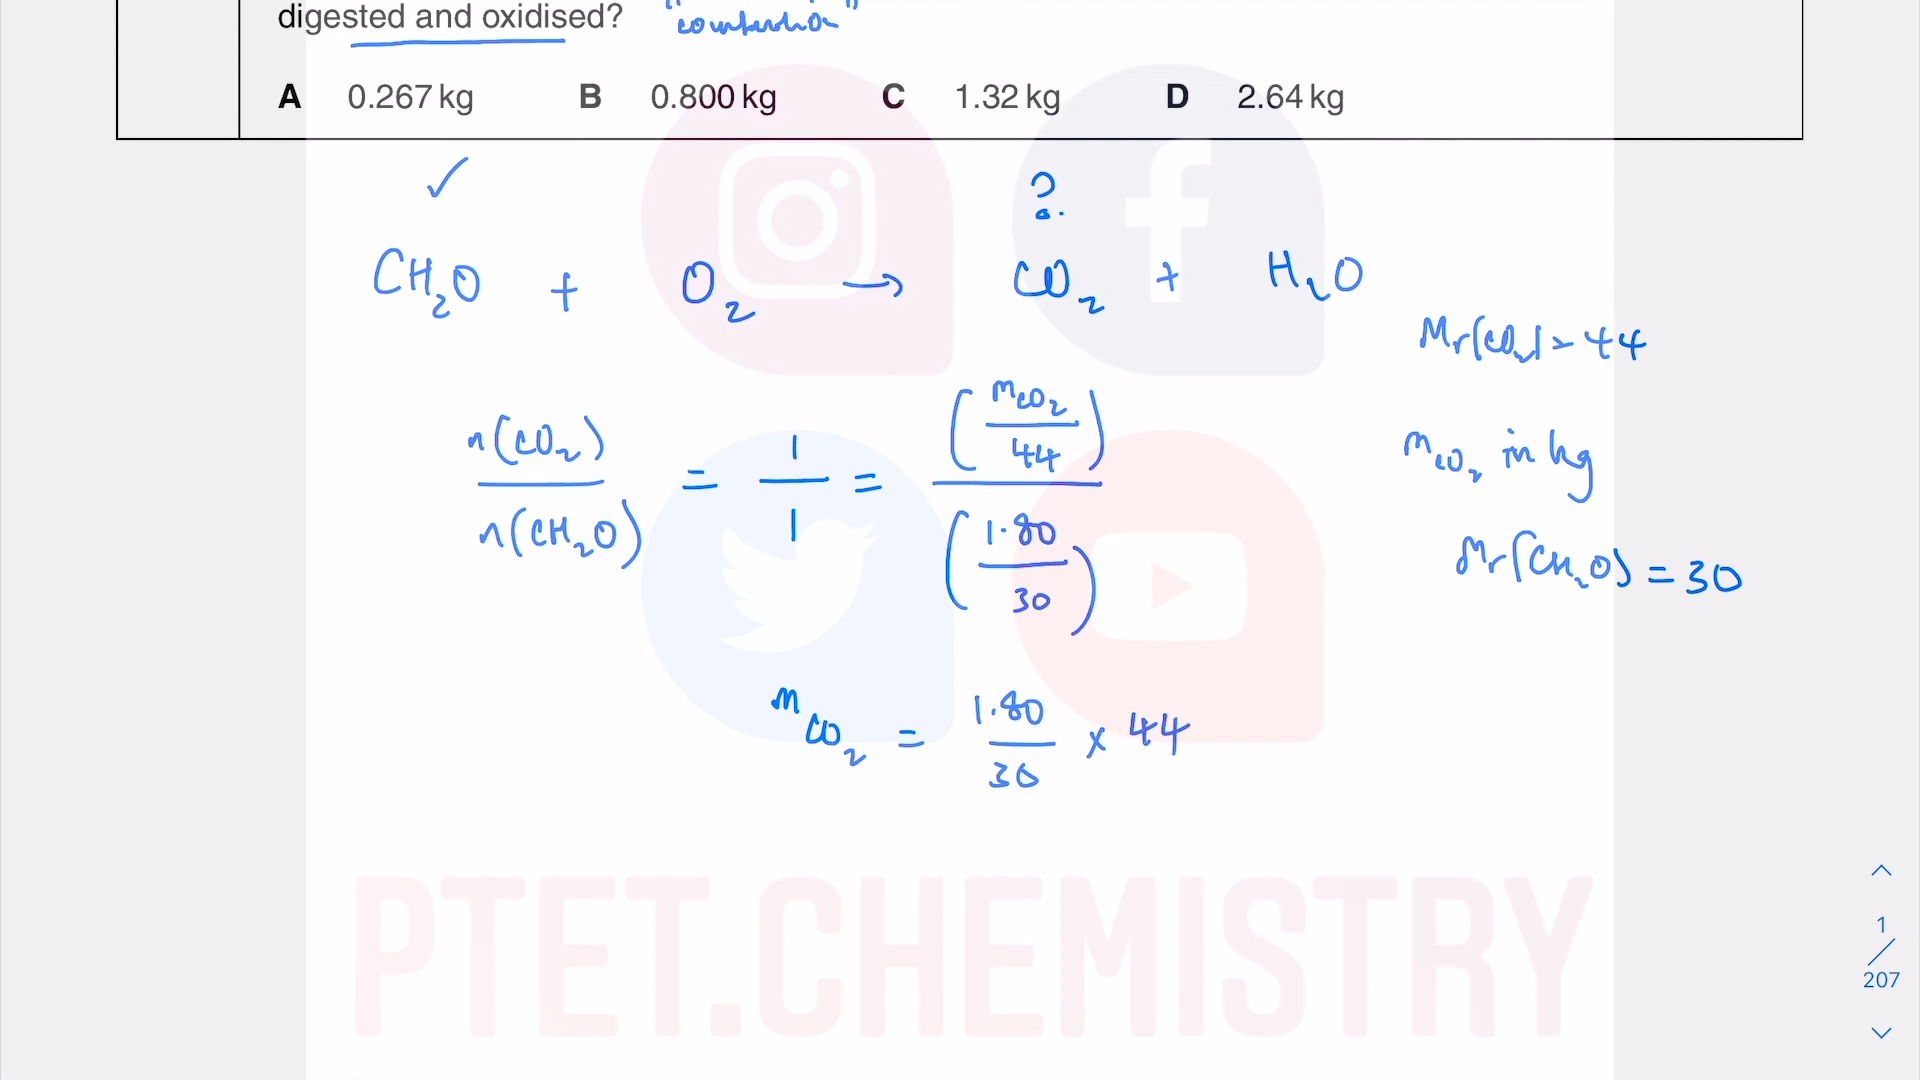 digested and oxidised? "combustion"
A 0.267 kg B 0.800 kg C 1.32 kg D 2.64 kg
✓ ?
CH₂O + O₂ → CO₂ + H₂O
Mr(CO₂) = 44
n(CO₂) / n(CH₂O) = 1 / 1 = (mCO₂ / 44) / (1.80 / 30)
mCO₂ in kg
Mr(CH₂O) = 30
mCO₂ = 1.80 / 30 × 44
PTET.CHEMISTRY
1 / 207